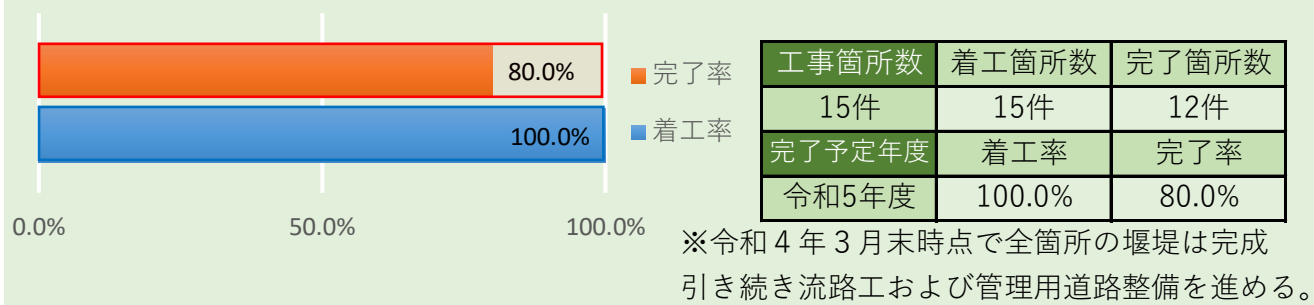 80.0%
100.0%
0.0% 50.0% 100.0%
完了率
着工率
工事箇所数 着工箇所数 完了箇所数
15件 15件 12件
完了予定年度 着工率 完了率
令和5年度 100.0% 80.0%
※令和４年３月末時点で全箇所の堰堤は完成
引き続き流路工および管理用道路整備を進める。